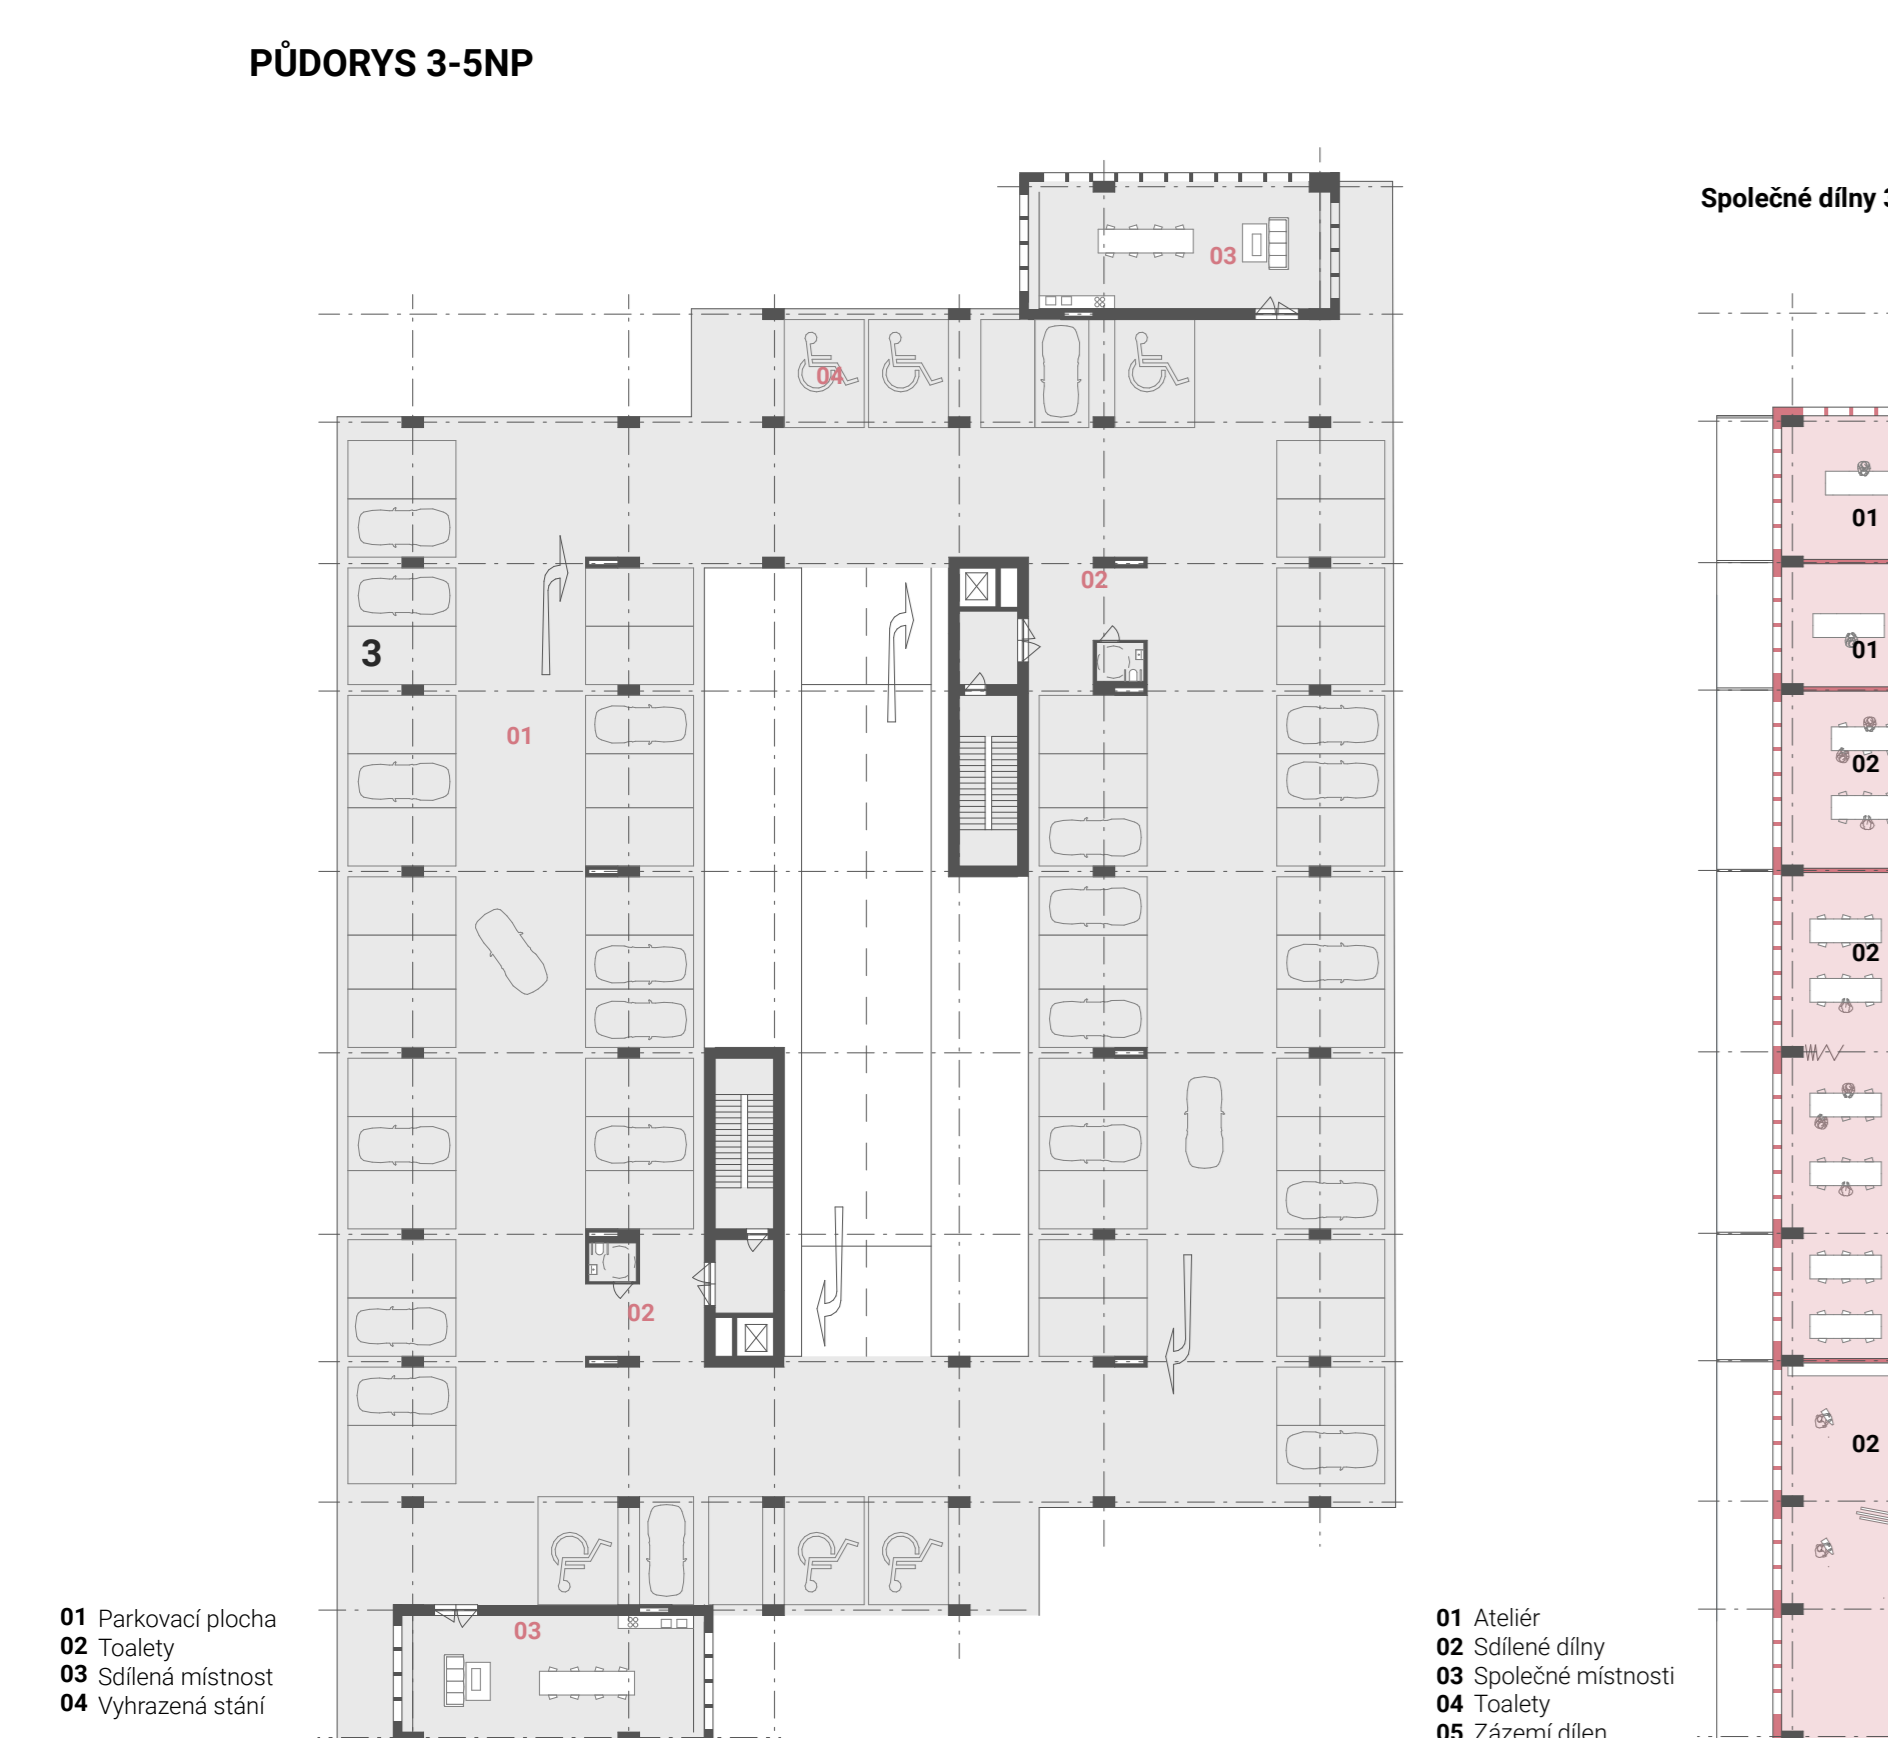 PŮDORYS 3-5NP
Společné dílny
03
04
02
3
01
02
03
01 Parkovací plocha
02 Toalety
03 Sdílená místnost
04 Vyhrazená stání
01
01
02
02
02
01 Ateliér
02 Sdílené dílny
03 Společné místnosti
04 Toalety
05 Zázemí dílen